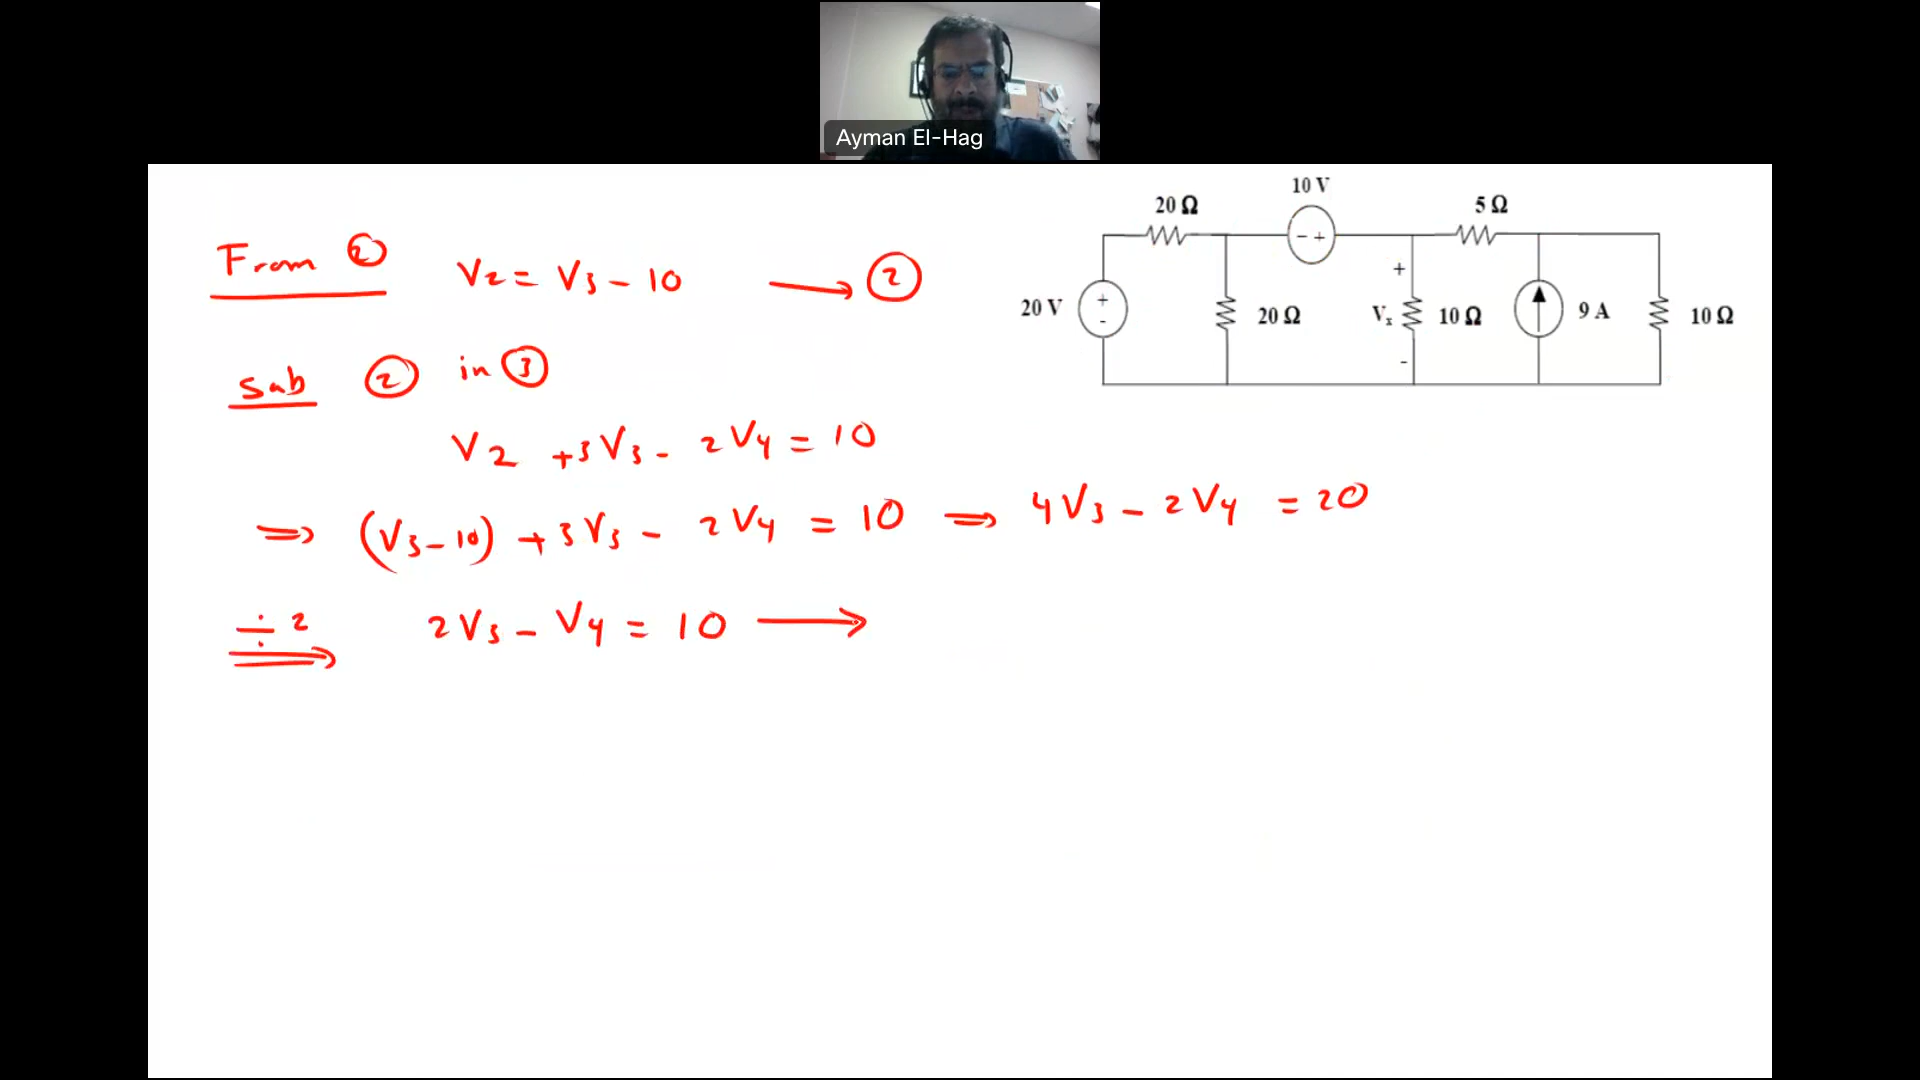 Ayman El-Hag
From ② V2 = V3 - 10 ⟶ ②
Sub ② in ③
V2 + 3V3 - 2V4 = 10
⇒ (V3 - 10) + 3V3 - 2V4 = 10 ⇒ 4V3 - 2V4 = 20
÷ 2 2V3 - V4 = 10 ⟶
10 V
20 Ω
5 Ω
- +
20 V
+
-
20 Ω
+
Vx
-
10 Ω
9 A
10 Ω